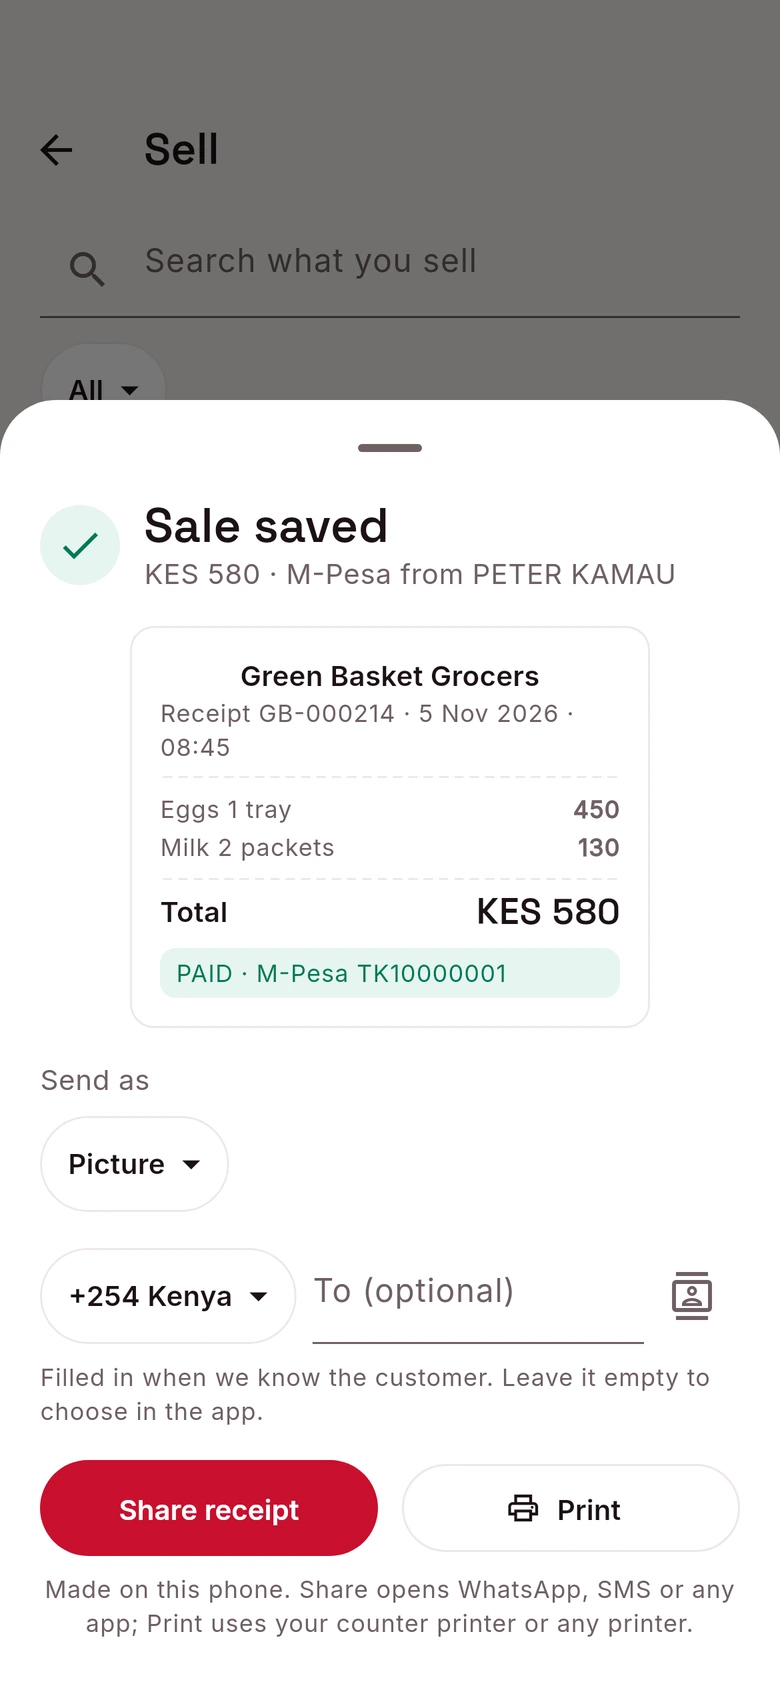 Sell
Search what you sell
All
Sale saved
KES 580 · M-Pesa from PETER KAMAU
Green Basket Grocers
Receipt GB-000214 · 5 Nov 2026 ·
08:45
Eggs 1 tray 450
Milk 2 packets 130
Total KES 580
PAID · M-Pesa TK10000001
Send as
Picture
+254 Kenya To (optional)
Filled in when we know the customer. Leave it empty to
choose in the app.
Share receipt Print
Made on this phone. Share opens WhatsApp, SMS or any
app; Print uses your counter printer or any printer.